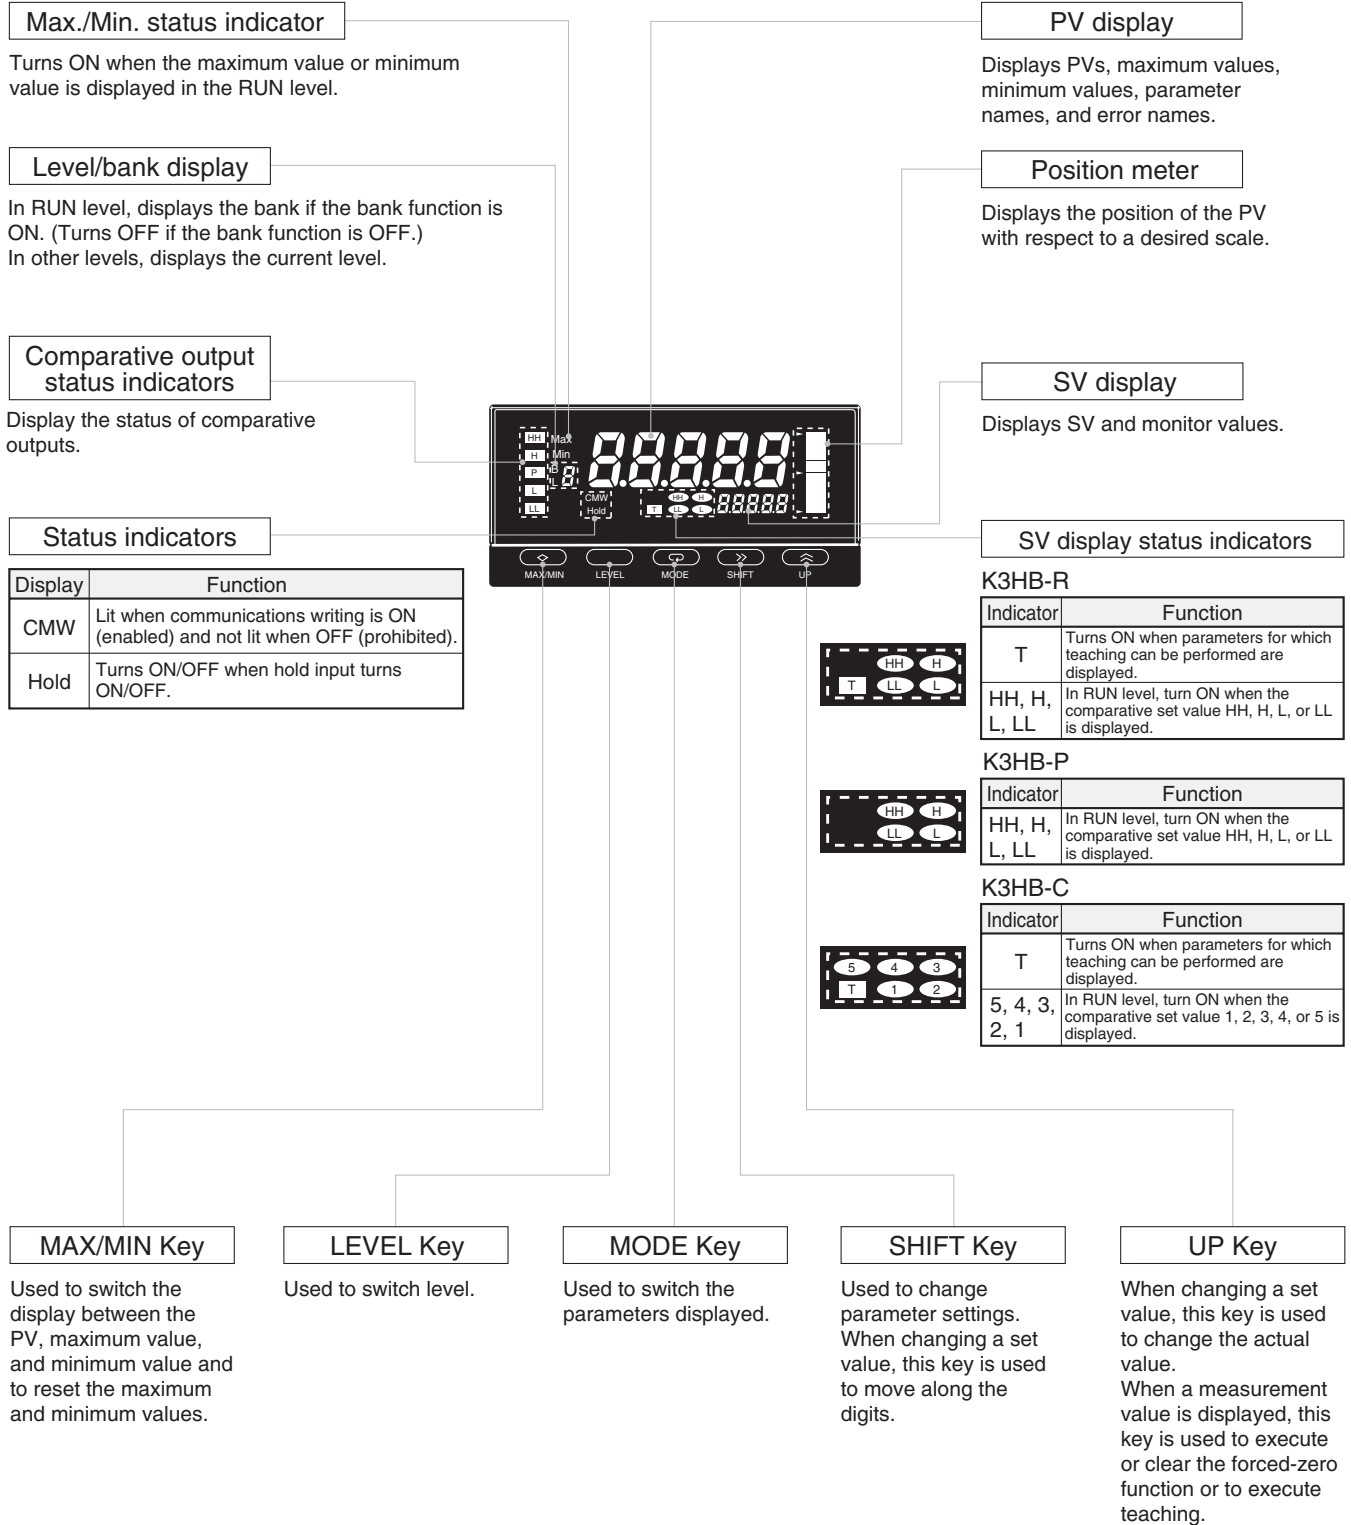 Max./Min. status indicator
Turns ON when the maximum value or minimum
value is displayed in the RUN level.
Level/bank display
In RUN level, displays the bank if the bank function is
ON. (Turns OFF if the bank function is OFF.)
In other levels, displays the current level.
Comparative output
status indicators
Display the status of comparative
outputs.
Status indicators
Display Function
CMW Lit when communications writing is ON
(enabled) and not lit when OFF (prohibited).
Hold Turns ON/OFF when hold input turns
ON/OFF.
PV display
Displays PVs, maximum values,
minimum values, parameter
names, and error names.
Position meter
Displays the position of the PV
with respect to a desired scale.
SV display
Displays SV and monitor values.
HH Max
H Min
P B 8
L L
LL
8.8.8.8.8
CMW
Hold
HH H
T LL L
8.8.8.8.8
MAX/MIN LEVEL MODE SHIFT UP
SV display status indicators
K3HB-R
HH H
T LL L
Indicator Function
T Turns ON when parameters for which
teaching can be performed are
displayed.
HH, H,
L, LL
In RUN level, turn ON when the
comparative set value HH, H, L, or LL
is displayed.
K3HB-P
HH H
LL L
Indicator Function
HH, H,
L, LL
In RUN level, turn ON when the
comparative set value HH, H, L, or LL
is displayed.
K3HB-C
5 4 3
T 1 2
Indicator Function
T Turns ON when parameters for which
teaching can be performed are
displayed.
5, 4, 3,
2, 1
In RUN level, turn ON when the
comparative set value 1, 2, 3, 4, or 5 is
displayed.
MAX/MIN Key
Used to switch the
display between the
PV, maximum value,
and minimum value and
to reset the maximum
and minimum values.
LEVEL Key
Used to switch level.
MODE Key
Used to switch the
parameters displayed.
SHIFT Key
Used to change
parameter settings.
When changing a set
value, this key is used
to move along the
digits.
UP Key
When changing a set
value, this key is used
to change the actual
value.
When a measurement
value is displayed, this
key is used to execute
or clear the forced-zero
function or to execute
teaching.